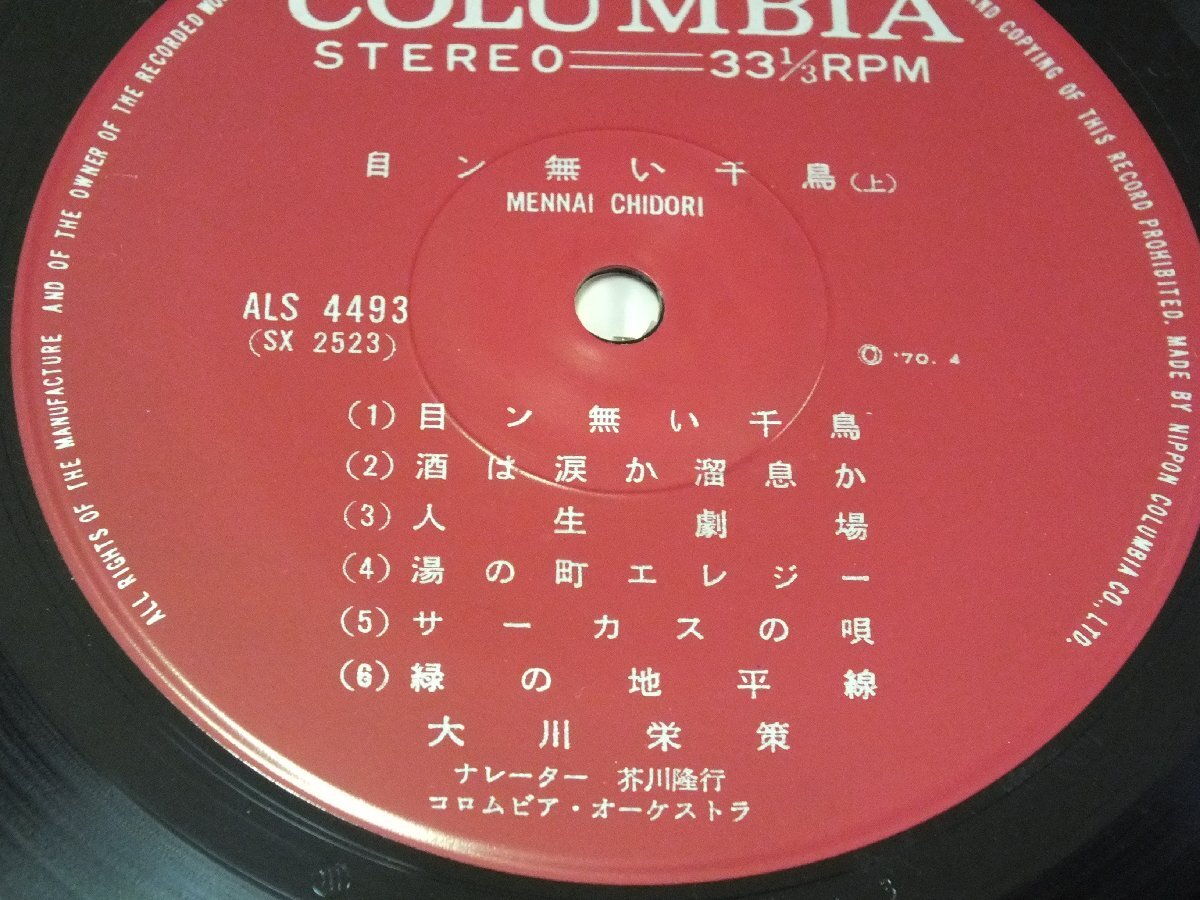 COLUMBIA
STEREO 33 1/3 RPM
目ン無い千鳥(上)
MENNAI CHIDORI
ALS 4493
(SX 2523)
Ⓒ '70. 4
(1) 目ン無い千鳥
(2) 酒は涙か溜息か
(3) 人生劇場
(4) 湯の町エレジー
(5) サーカスの唄
(6) 緑の地平線
大川栄策
ナレーター 芥川隆行
コロムビア・オーケストラ
ALL RIGHTS OF THE MANUFACTURE AND OF THE OWNER OF THE RECORDED
AND COPYING OF THIS RECORD PROHIBITED. MADE BY NIPPON COLUMBIA CO., LTD.